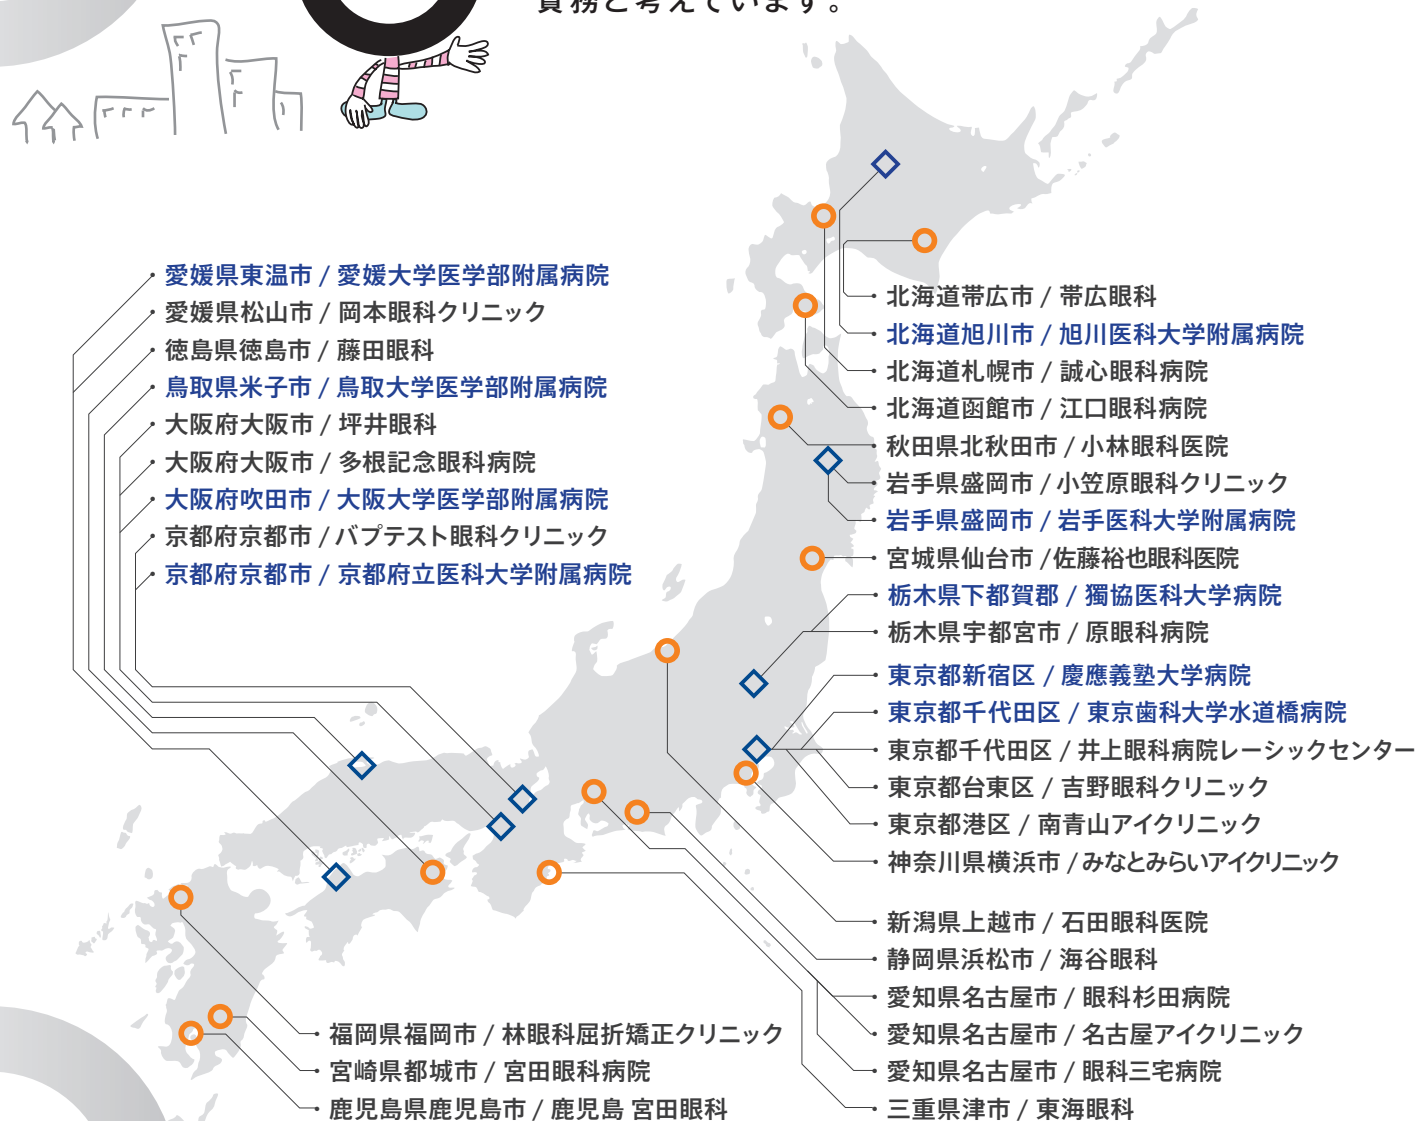 責務と考えています。
愛媛県東温市 / 愛媛大学医学部附属病院
愛媛県松山市 / 岡本眼科クリニック
徳島県徳島市 / 藤田眼科
鳥取県米子市 / 鳥取大学医学部附属病院
大阪府大阪市 / 坪井眼科
大阪府大阪市 / 多根記念眼科病院
大阪府吹田市 / 大阪大学医学部附属病院
京都府京都市 / バプテスト眼科クリニック
京都府京都市 / 京都府立医科大学附属病院
北海道帯広市 / 帯広眼科
北海道旭川市 / 旭川医科大学附属病院
北海道札幌市 / 誠心眼科病院
北海道函館市 / 江口眼科病院
秋田県北秋田市 / 小林眼科医院
岩手県盛岡市 / 小笠原眼科クリニック
岩手県盛岡市 / 岩手医科大学附属病院
宮城県仙台市 / 佐藤裕也眼科医院
栃木県下都賀郡 / 獨協医科大学病院
栃木県宇都宮市 / 原眼科病院
東京都新宿区 / 慶應義塾大学病院
東京都千代田区 / 東京歯科大学水道橋病院
東京都千代田区 / 井上眼科病院レーシックセンター
東京都台東区 / 吉野眼科クリニック
東京都港区 / 南青山アイクリニック
神奈川県横浜市 / みなとみらいアイクリニック
新潟県上越市 / 石田眼科医院
静岡県浜松市 / 海谷眼科
愛知県名古屋市 / 眼科杉田病院
愛知県名古屋市 / 名古屋アイクリニック
愛知県名古屋市 / 眼科三宅病院
三重県津市 / 東海眼科
福岡県福岡市 / 林眼科屈折矯正クリニック
宮崎県都城市 / 宮田眼科病院
鹿児島県鹿児島市 / 鹿児島 宮田眼科